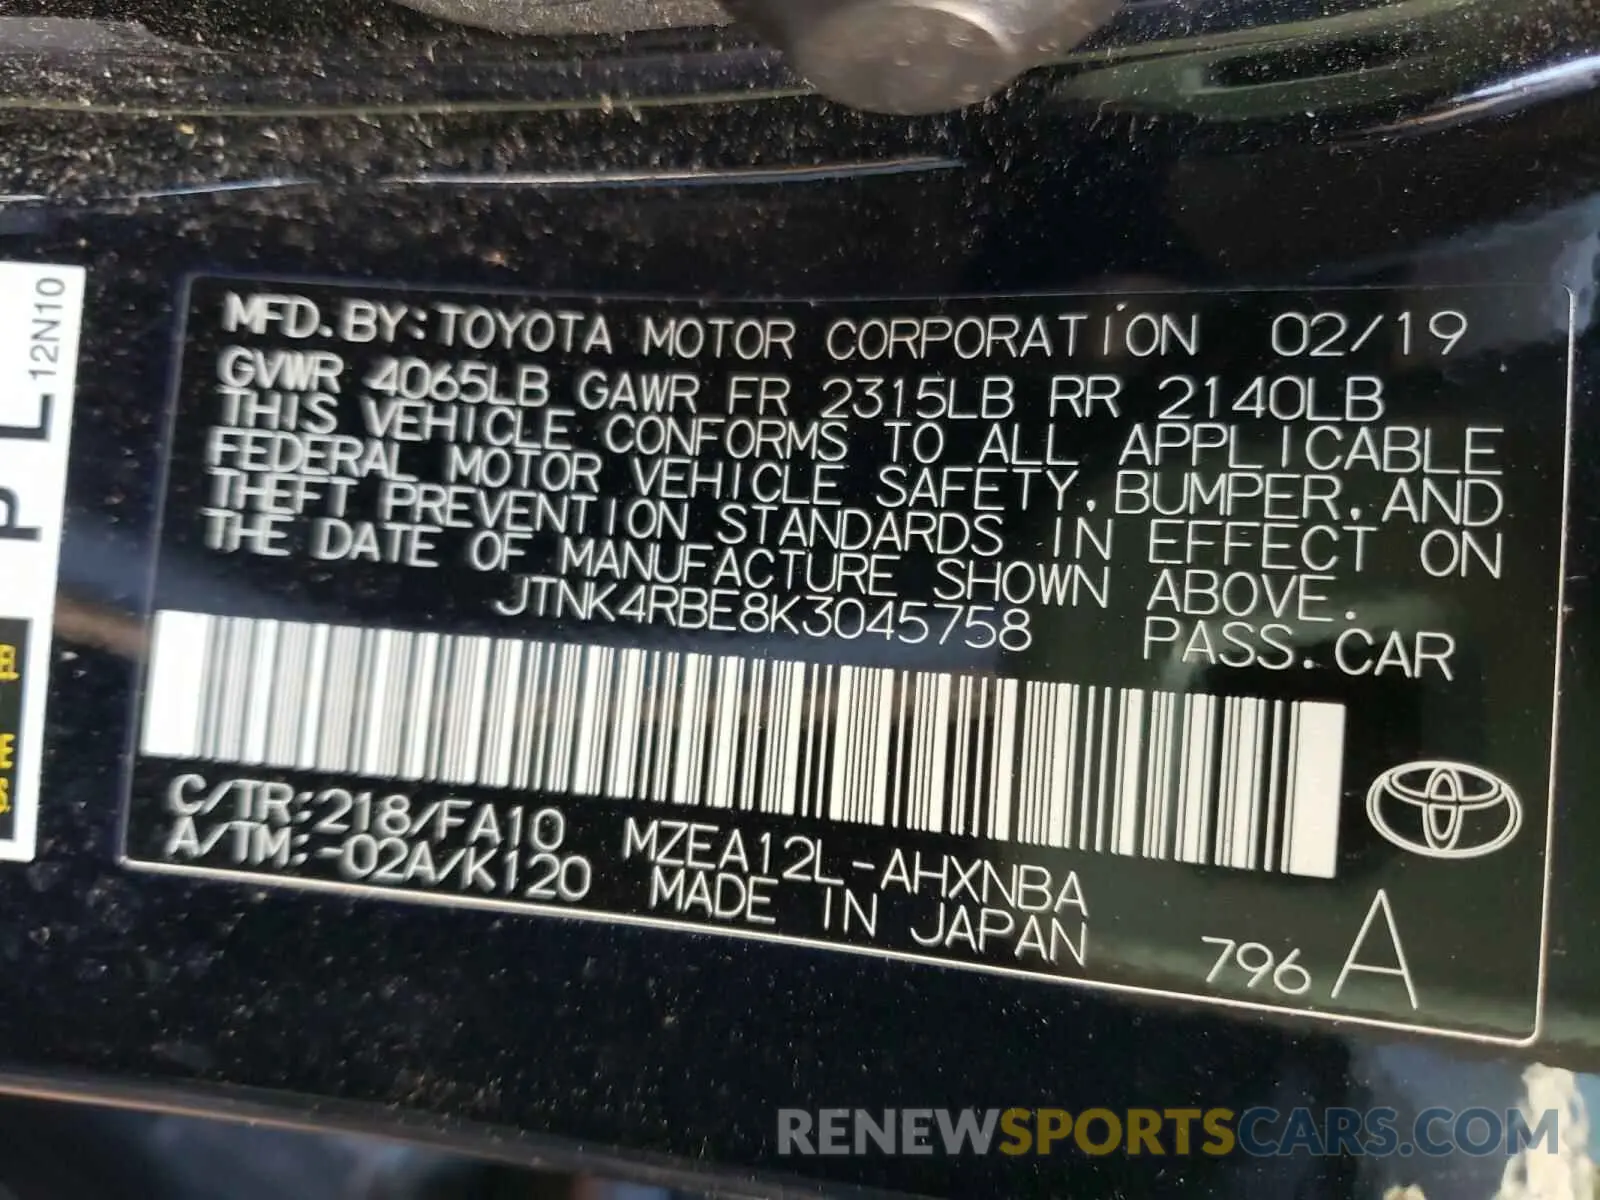 12N10
P L
MFD.BY:TOYOTA MOTOR CORPORATION 02/19
GVWR 4065LB GAWR FR 2315LB RR 2140LB
THIS VEHICLE CONFORMS TO ALL APPLICABLE
FEDERAL MOTOR VEHICLE SAFETY, BUMPER, AND
THEFT PREVENTION STANDARDS IN EFFECT ON
THE DATE OF MANUFACTURE SHOWN ABOVE.
JTNK4RBE8K3045758 PASS.CAR
C/TR:218/FA10 MZEA12L-AHXNBA
A/TM:-02A/K120 MADE IN JAPAN
796 A
RENEWSPORTSCARS.COM